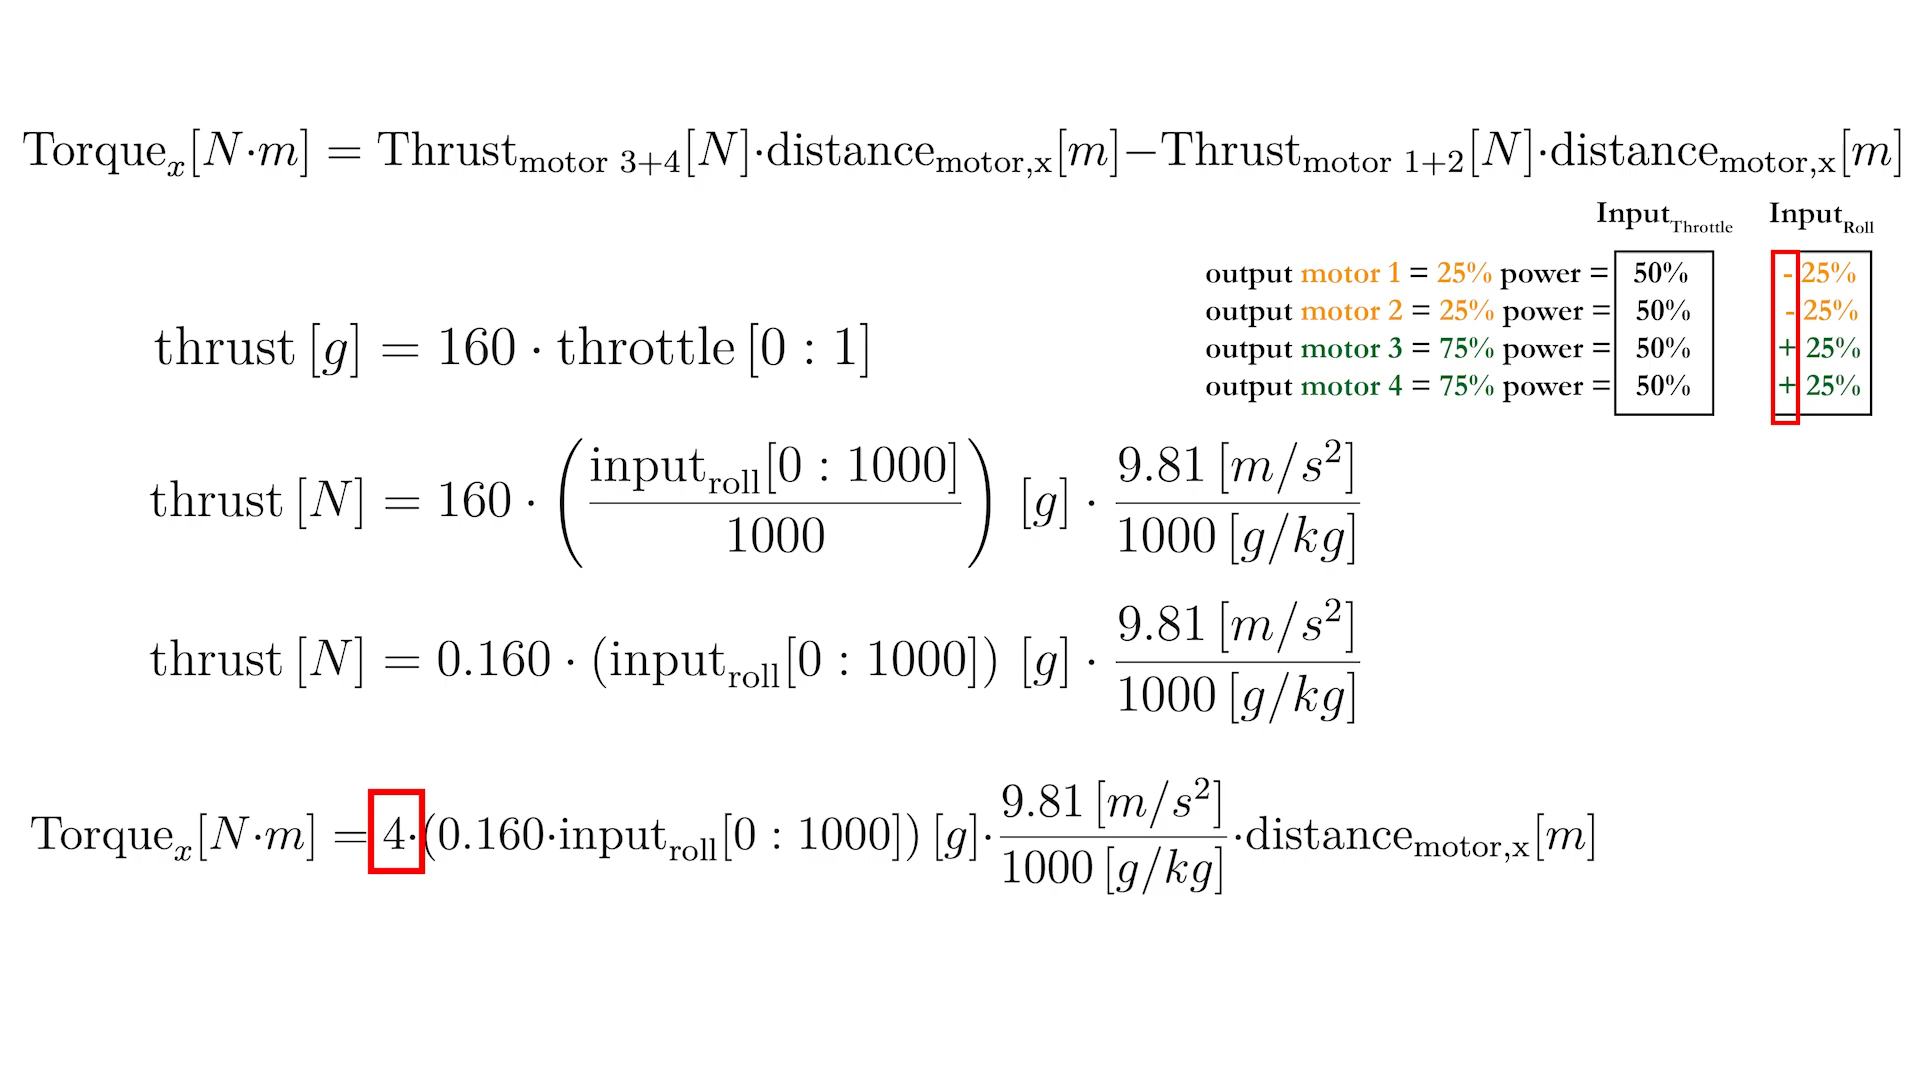 Torqueₓ[N·m] = Thrust_motor 3+4[N]·distance_motor,x[m]−Thrust_motor 1+2[N]·distance_motor,x[m]
Input_Throttle Input_Roll
output motor 1 = 25% power = 50% - 25%
output motor 2 = 25% power = 50% - 25%
output motor 3 = 75% power = 50% + 25%
output motor 4 = 75% power = 50% + 25%
thrust [g] = 160 · throttle [0 : 1]
thrust [N] = 160 · (input_roll[0 : 1000] / 1000) [g] · 9.81 [m/s²] / 1000 [g/kg]
thrust [N] = 0.160 · (input_roll[0 : 1000]) [g] · 9.81 [m/s²] / 1000 [g/kg]
Torqueₓ[N·m] = 4·(0.160·input_roll[0 : 1000]) [g]· 9.81 [m/s²] / 1000 [g/kg] ·distance_motor,x[m]